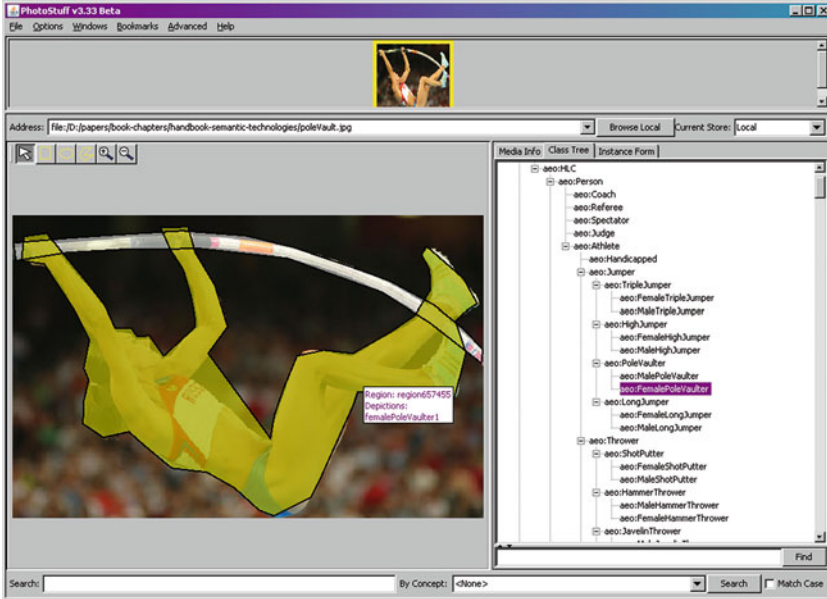 PhotoStuff v3.33 Beta
File Options Windows Bookmarks Advanced Help
Address: file:/D:/papers/book-chapters/handbook-semantic-technologies/poleVault.jpg Browse Local Current Store: Local
Media Info Class Tree Instance Form
aeo:HLC
aeo:Person
aeo:Coach
aeo:Referee
aeo:Spectator
aeo:Judge
aeo:Athlete
aeo:Handicapped
aeo:Jumper
aeo:TripleJumper
aeo:FemaleTripleJumper
aeo:MaleTripleJumper
aeo:HighJumper
aeo:FemaleHighJumper
aeo:MaleHighJumper
aeo:PoleVaulter
aeo:MalePoleVaulter
aeo:FemalePoleVaulter
aeo:LongJumper
aeo:FemaleLongJumper
aeo:MaleLongJumper
aeo:Thrower
aeo:ShotPutter
aeo:FemaleShotPutter
aeo:MaleShotPutter
aeo:HammerThrower
aeo:MaleHammerThrower
aeo:FemaleHammerThrower
aeo:JavelinThrower
Region: region657455
Depictions:
femalePoleVaulter1
Find
Search: By Concept: <None> Search Match Case